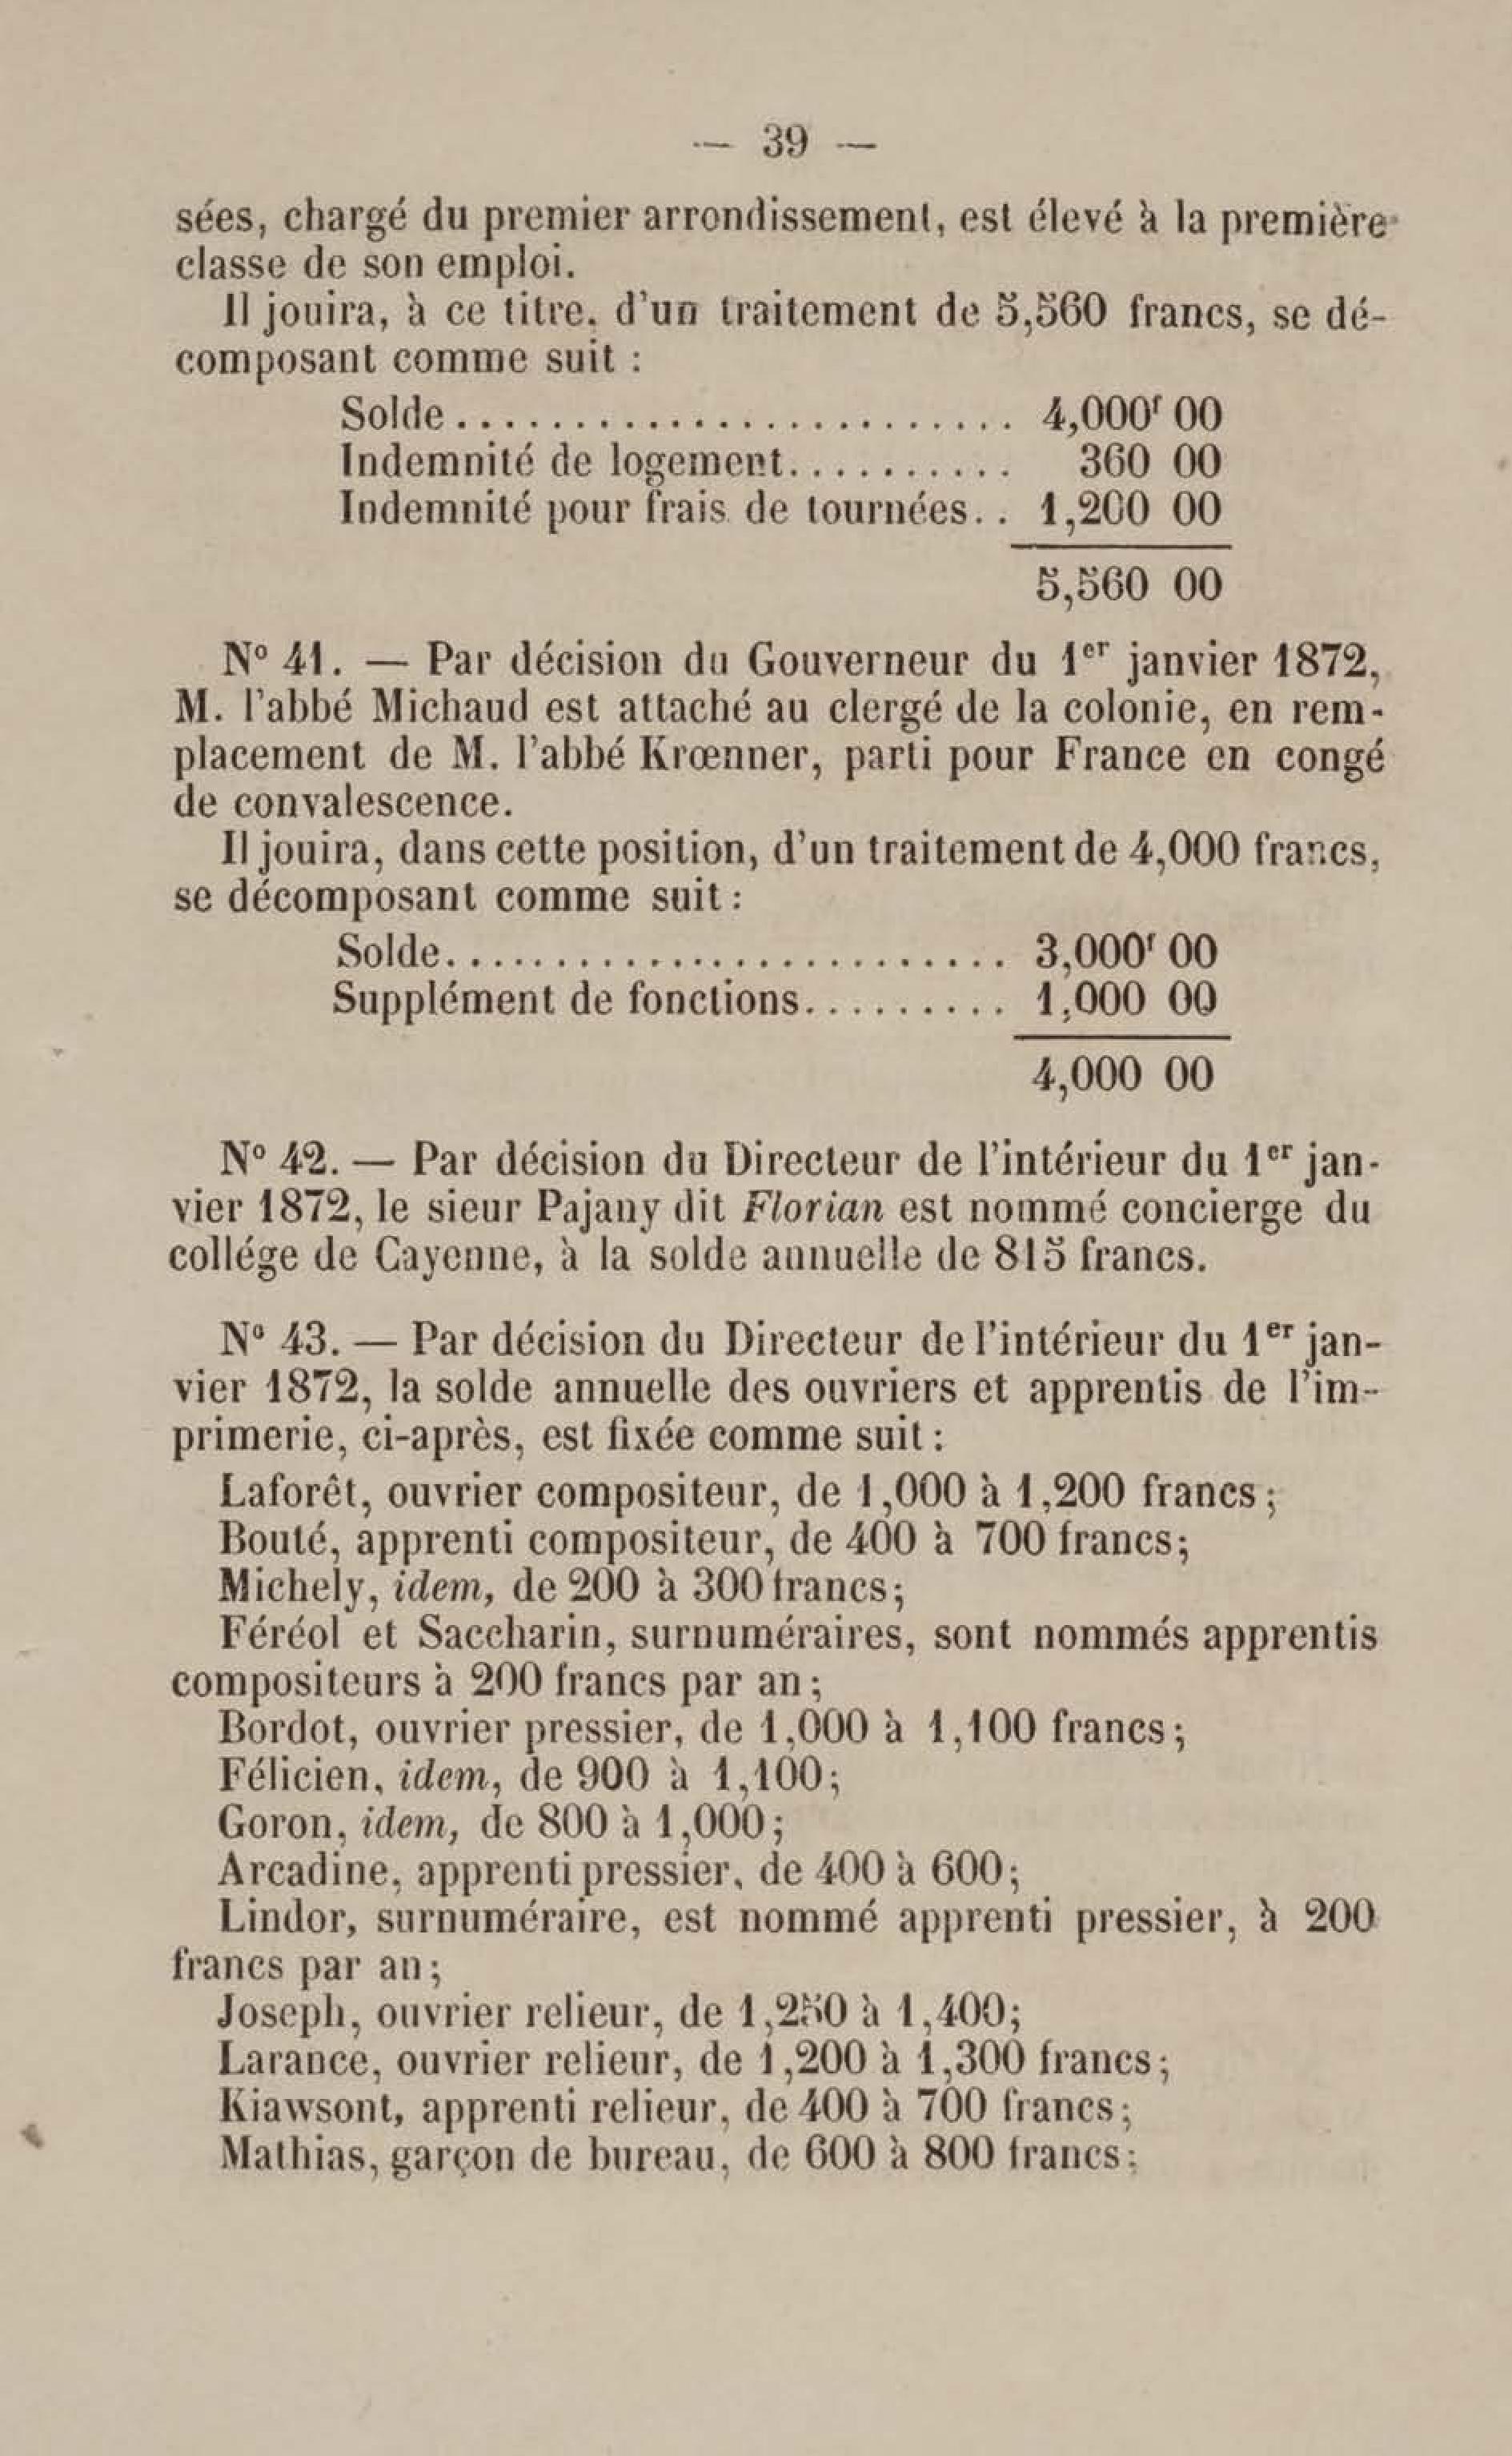 — 39 —
sées, chargé du premier arrondissement, est élevé à la première
classe de son emploi.
Il jouira, à ce titre, d'un traitement de 5,560 francs, se dé-
composant comme suit :
Solde........................ 4,000ᶠ 00
Indemnité de logement.......... 360 00
Indemnité pour frais de tournées.. 1,200 00
5,560 00
N° 41. — Par décision du Gouverneur du 1er janvier 1872,
M. l'abbé Michaud est attaché au clergé de la colonie, en rem-
placement de M. l'abbé Krœnner, parti pour France en congé
de convalescence.
Il jouira, dans cette position, d'un traitement de 4,000 francs,
se décomposant comme suit :
Solde........................ 3,000ᶠ 00
Supplément de fonctions......... 1,000 00
4,000 00
N° 42. — Par décision du Directeur de l'intérieur du 1er jan-
vier 1872, le sieur Pajany dit Florian est nommé concierge du
collége de Cayenne, à la solde annuelle de 815 francs.
N° 43. — Par décision du Directeur de l'intérieur du 1er jan-
vier 1872, la solde annuelle des ouvriers et apprentis de l'im-
primerie, ci-après, est fixée comme suit :
Laforêt, ouvrier compositeur, de 1,000 à 1,200 francs ;
Bouté, apprenti compositeur, de 400 à 700 francs;
Michely, idem, de 200 à 300 francs;
Féréol et Saccharin, surnuméraires, sont nommés apprentis
compositeurs à 200 francs par an ;
Bordot, ouvrier pressier, de 1,000 à 1,100 francs ;
Félicien, idem, de 900 à 1,100;
Goron, idem, de 800 à 1,000 ;
Arcadine, apprenti pressier, de 400 à 600;
Lindor, surnuméraire, est nommé apprenti pressier, à 200
francs par an ;
Joseph, ouvrier relieur, de 1,250 à 1,400;
Larance, ouvrier relieur, de 1,200 à 1,300 francs ;
Kiawsont, apprenti relieur, de 400 à 700 francs ;
Mathias, garçon de bureau, de 600 à 800 francs ;